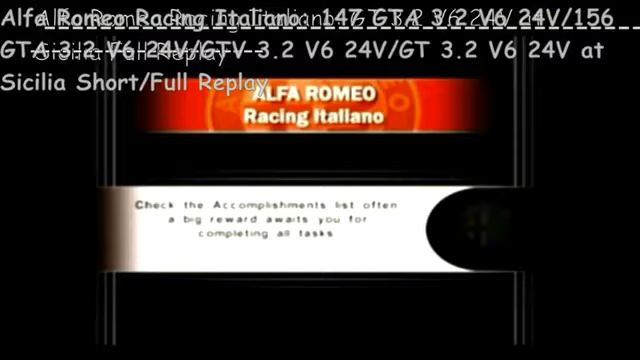 Alfa Romeo Racing Italiano: 147 GTA 3.2 V6 24V/156
GTA 3.2 V6 24V/GTV 3.2 V6 24V/GT 3.2 V6 24V at
Sicilia Short/Full Replay
ALFA ROMEO
Racing Italiano
Check the Accomplishments list often
a big reward awaits you for
completing all tasks